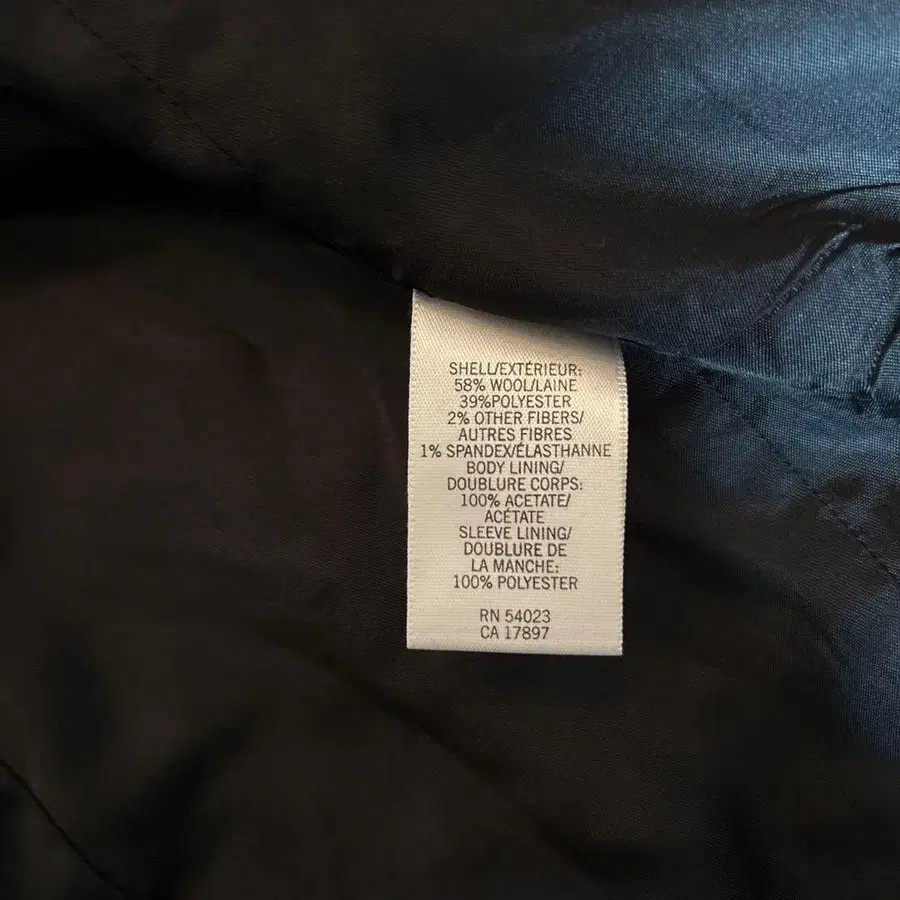 SHELL/EXTÉRIEUR:
58% WOOL/LAINE
39%POLYESTER
2% OTHER FIBERS/
AUTRES FIBRES
1% SPANDEX/ÉLASTHANNE
BODY LINING/
DOUBLURE CORPS:
100% ACETATE/
ACÉTATE
SLEEVE LINING/
DOUBLURE DE
LA MANCHE:
100% POLYESTER
RN 54023
CA 17897